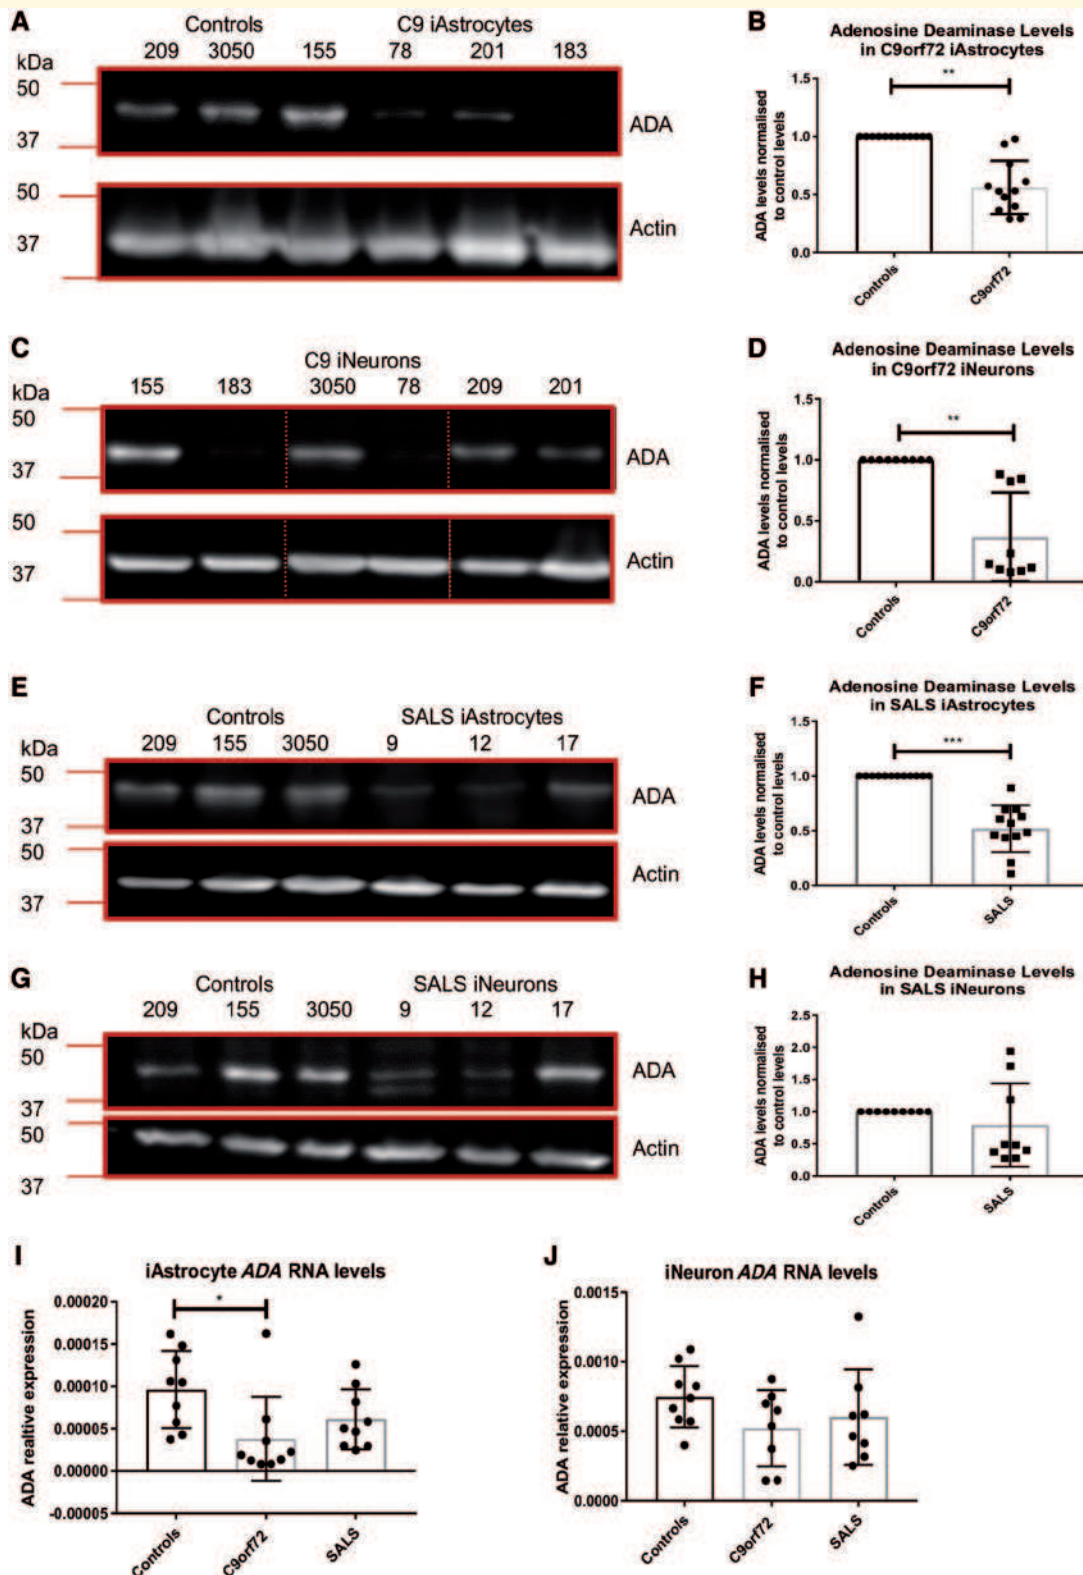 A
Controls
C9 iAstrocytes
209 3050 155 78 201 183
kDa
50
37
ADA
50
37
Actin
B
Adenosine Deaminase Levels
in C9orf72 iAstrocytes
**
1.5
1.0
0.5
0.0
ADA levels normalised
to control levels
Controls
C9orf72
C
C9 iNeurons
155 183 3050 78 209 201
kDa
50
37
ADA
50
37
Actin
D
Adenosine Deaminase Levels
in C9orf72 iNeurons
**
1.5
1.0
0.5
0.0
ADA levels normalised
to control levels
Controls
C9orf72
E
Controls
SALS iAstrocytes
209 155 3050 9 12 17
kDa
50
37
ADA
50
37
Actin
F
Adenosine Deaminase Levels
in SALS iAstrocytes
***
1.5
1.0
0.5
0.0
ADA levels normalised
to control levels
Controls
SALS
G
Controls
SALS iNeurons
209 155 3050 9 12 17
kDa
50
37
ADA
50
37
Actin
H
Adenosine Deaminase Levels
in SALS iNeurons
2.5
2.0
1.5
1.0
0.5
0.0
ADA levels normalised
to control levels
Controls
SALS
I
iAstrocyte ADA RNA levels
*
0.00020
0.00015
0.00010
0.00005
0.00000
-0.00005
ADA realtive expression
Controls
C9orf72
SALS
J
iNeuron ADA RNA levels
0.0015
0.0010
0.0005
0.0000
ADA relative expression
Controls
C9orf72
SALS